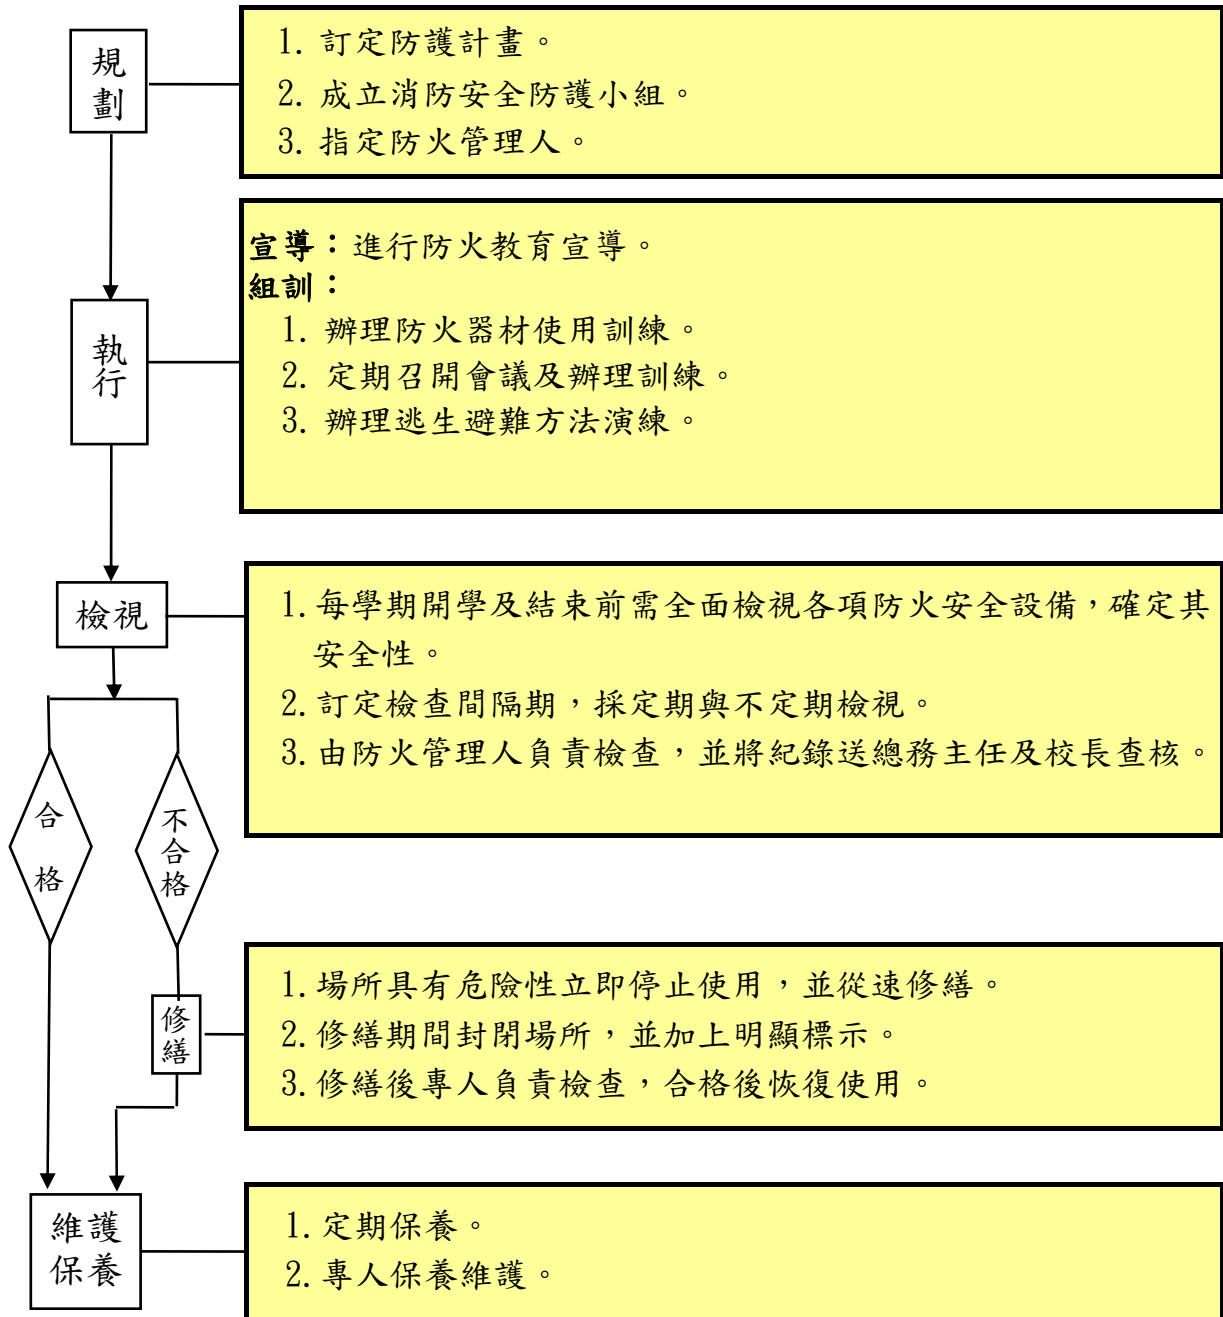 規
劃
1. 訂定防護計畫。
2. 成立消防安全防護小組。
3. 指定防火管理人。
執
行
宣導：進行防火教育宣導。
組訓：
1. 辦理防火器材使用訓練。
2. 定期召開會議及辦理訓練。
3. 辦理逃生避難方法演練。
檢視
1. 每學期開學及結束前需全面檢視各項防火安全設備，確定其
安全性。
2. 訂定檢查間隔期，採定期與不定期檢視。
3. 由防火管理人負責檢查，並將紀錄送總務主任及校長查核。
合
格
不
合
格
修
繕
1. 場所具有危險性立即停止使用，並從速修繕。
2. 修繕期間封閉場所，並加上明顯標示。
3. 修繕後專人負責檢查，合格後恢復使用。
維護
保養
1. 定期保養。
2. 專人保養維護。